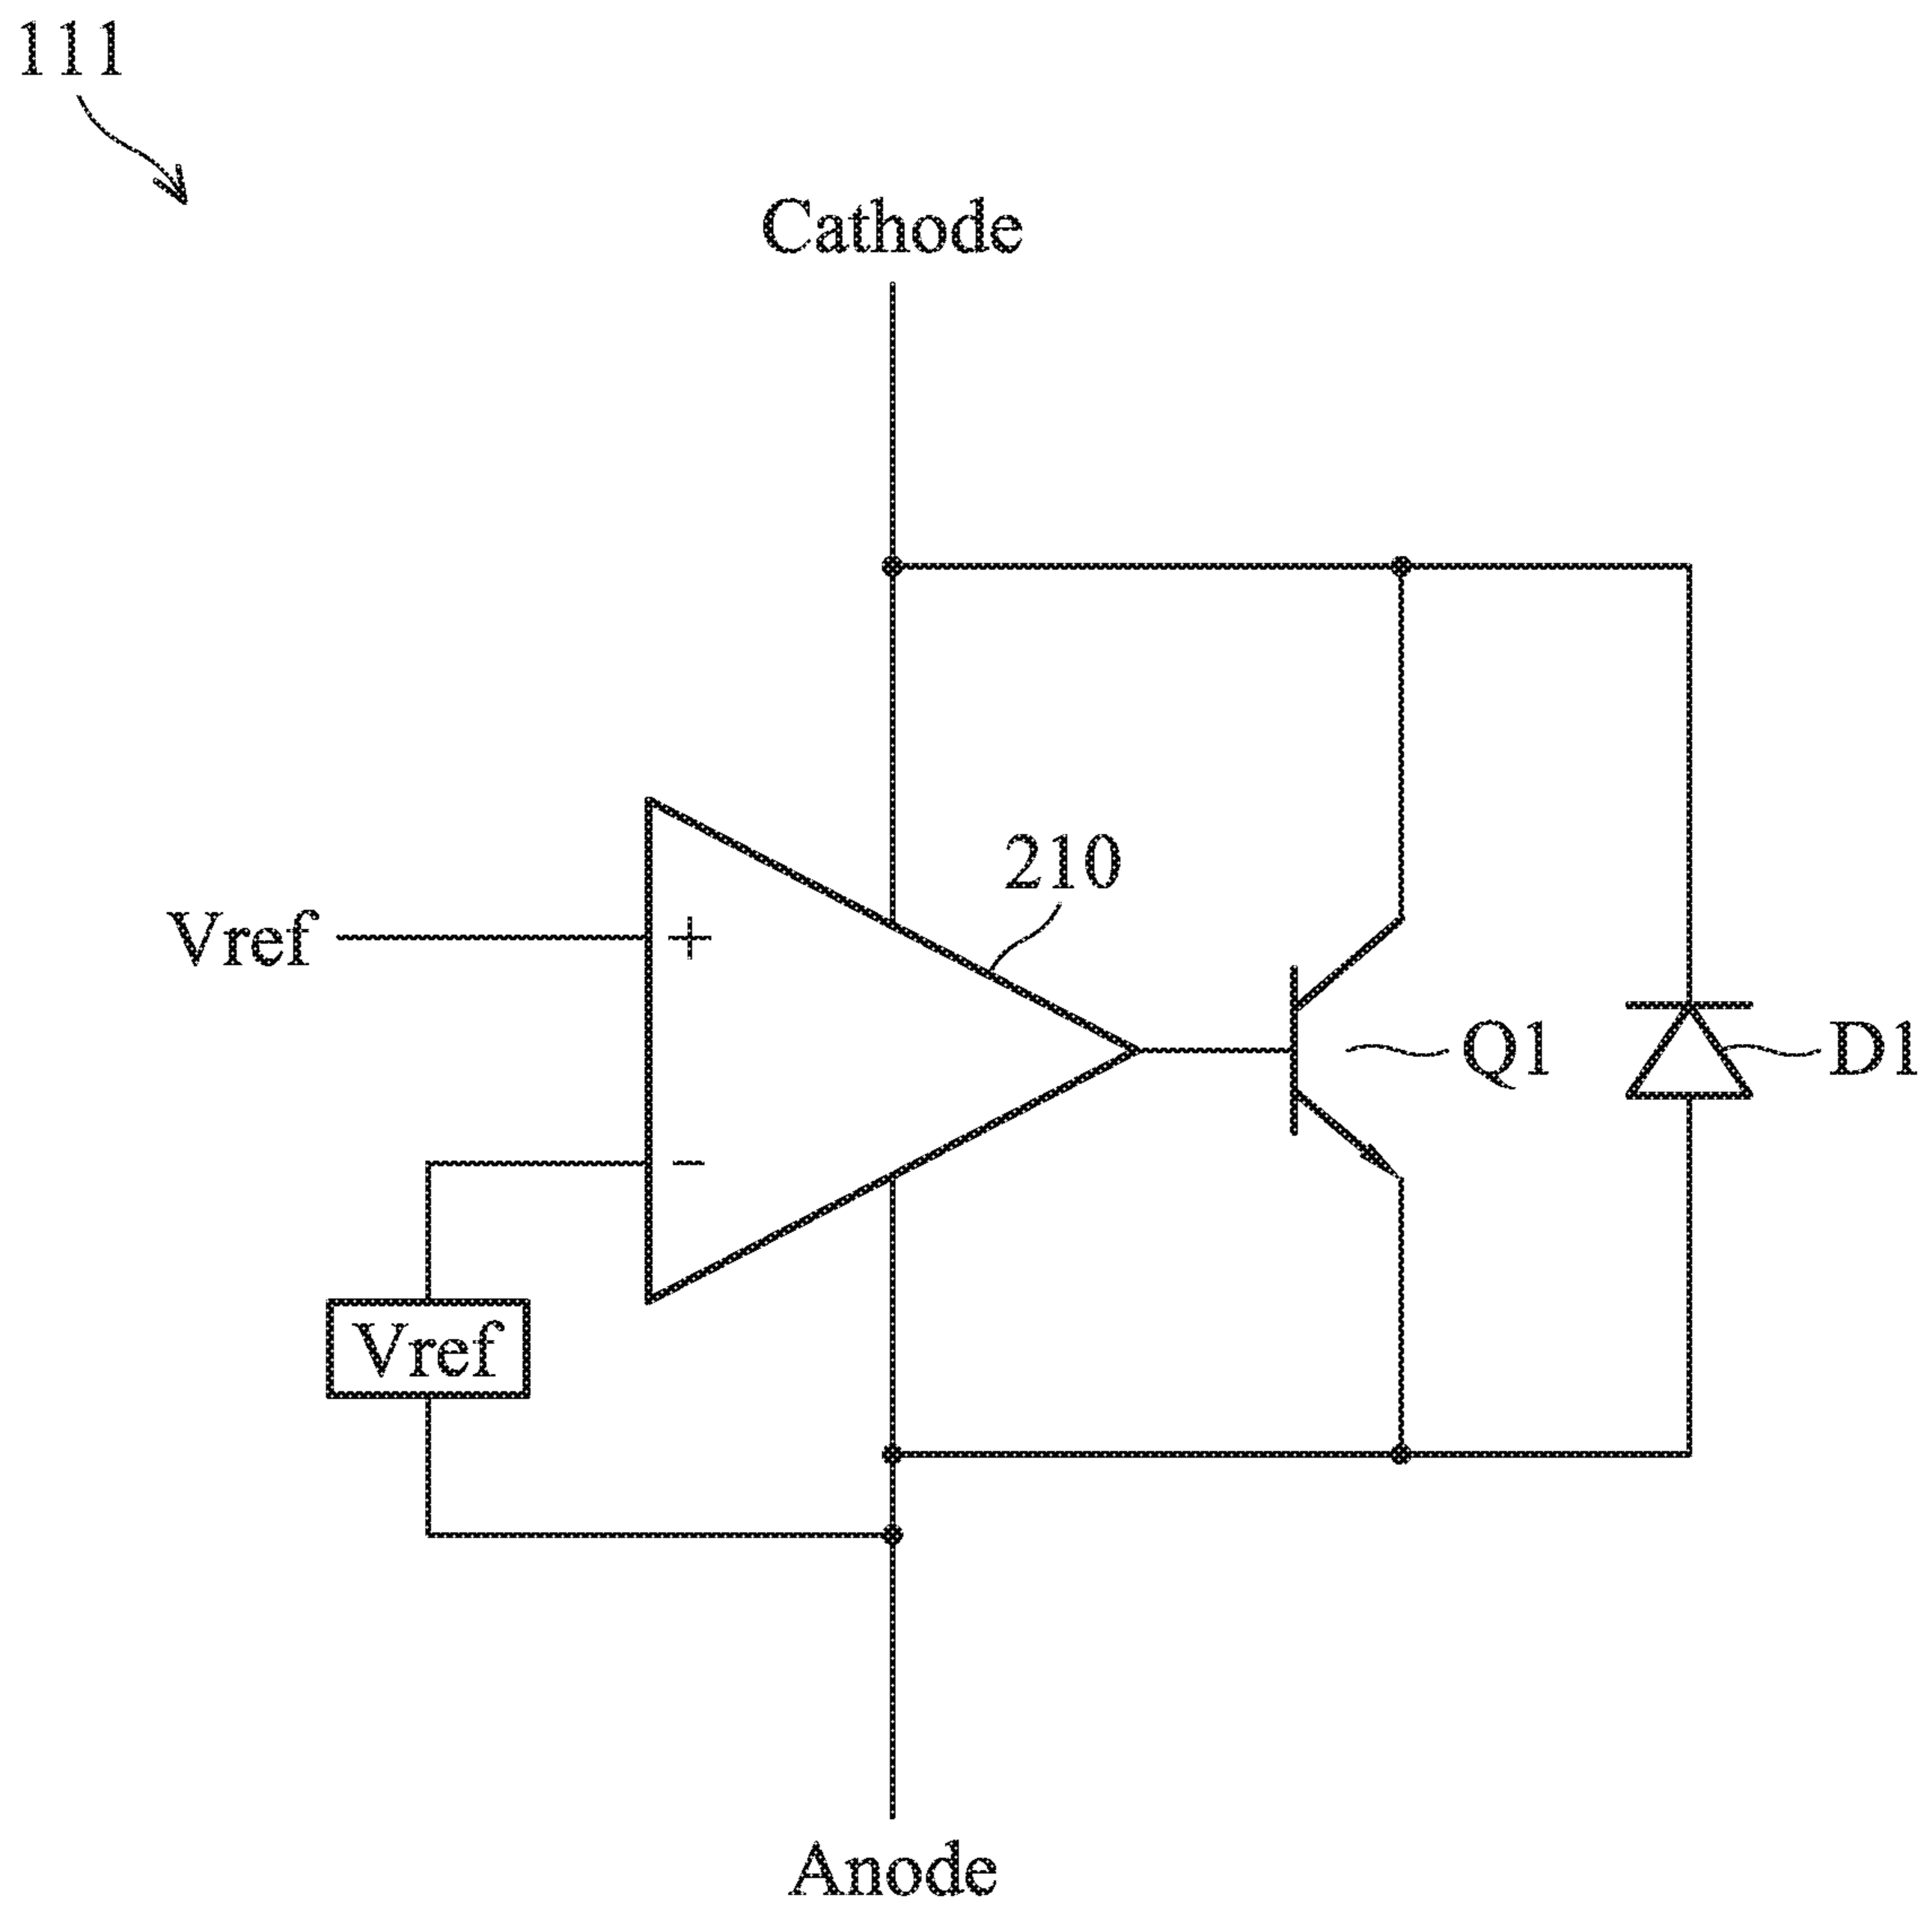 111
Cathode
210
Vref
+
Q1
D1
-
Vref
Anode